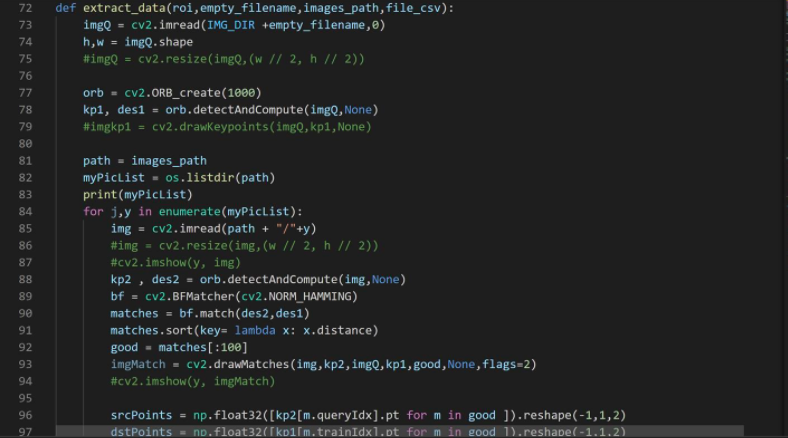 72 def extract_data(roi,empty_filename,images_path,file_csv):
73 imgQ = cv2.imread(IMG_DIR +empty_filename,0)
74 h,w = imgQ.shape
75 #imgQ = cv2.resize(imgQ,(w // 2, h // 2))
76
77 orb = cv2.ORB_create(1000)
78 kp1, des1 = orb.detectAndCompute(imgQ,None)
79 #imgkp1 = cv2.drawKeypoints(imgQ,kp1,None)
80
81 path = images_path
82 myPicList = os.listdir(path)
83 print(myPicList)
84 for j,y in enumerate(myPicList):
85 img = cv2.imread(path + "/"+y)
86 #img = cv2.resize(img,(w // 2, h // 2))
87 #cv2.imshow(y, img)
88 kp2 , des2 = orb.detectAndCompute(img,None)
89 bf = cv2.BFMatcher(cv2.NORM_HAMMING)
90 matches = bf.match(des2,des1)
91 matches.sort(key= lambda x: x.distance)
92 good = matches[:100]
93 imgMatch = cv2.drawMatches(img,kp2,imgQ,kp1,good,None,flags=2)
94 #cv2.imshow(y, imgMatch)
95
96 srcPoints = np.float32([kp2[m.queryIdx].pt for m in good ]).reshape(-1,1,2)
97 dstPoints = np.float32([kp1[m.trainIdx].pt for m in good ]).reshape(-1,1,2)